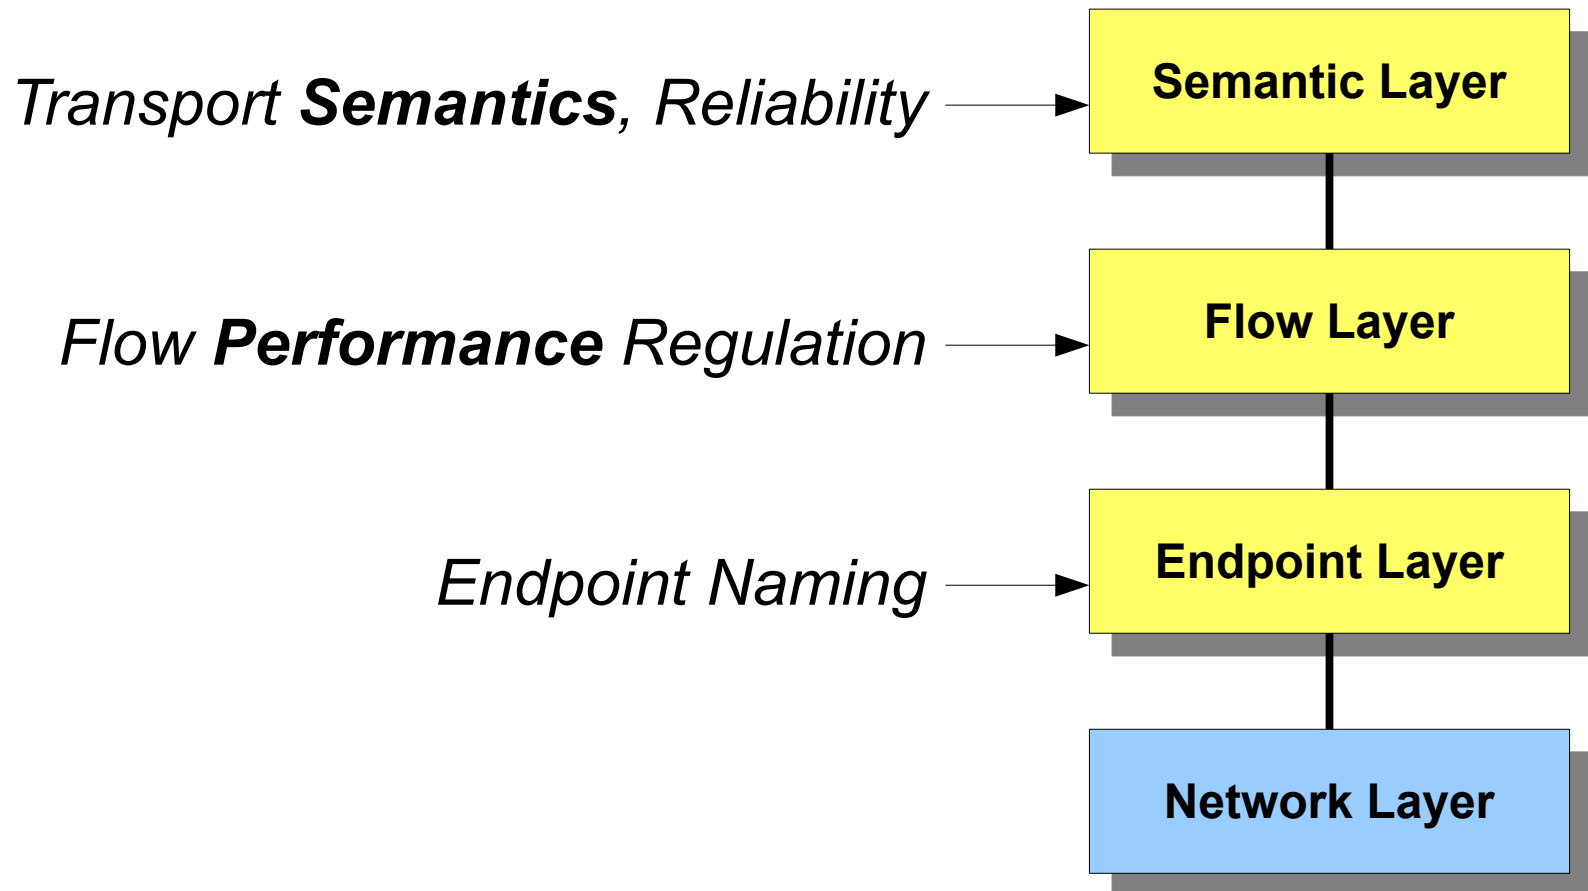 Transport Semantics, Reliability
Semantic Layer
Flow Performance Regulation
Flow Layer
Endpoint Naming
Endpoint Layer
Network Layer